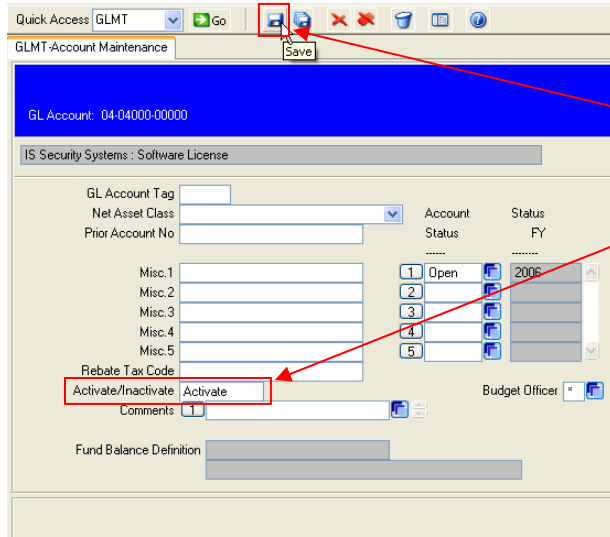 Quick Access GLMT Go
Save
GLMT-Account Maintenance
GL Account: 04-04000-00000
IS Security Systems : Software License
GL Account Tag
Net Asset Class Account Status
Prior Account No Status FY
------ --------
Misc.1 1 Open 2006
Misc.2 2
Misc.3 3
Misc.4 4
Misc.5 5
Rebate Tax Code
Activate/Inactivate Activate Budget Officer *
Comments 1
Fund Balance Definition